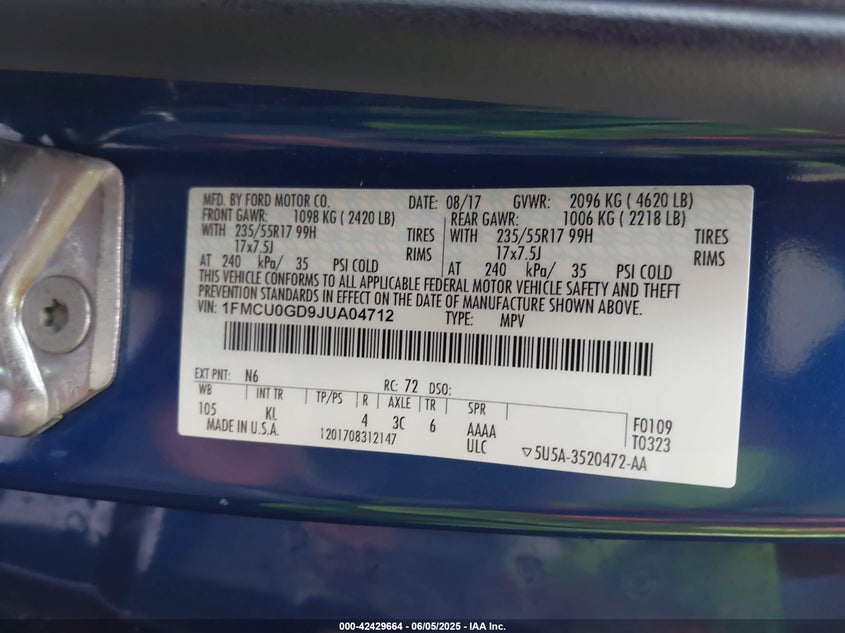 MFD. BY FORD MOTOR CO. DATE: 08/17 GVWR: 2096 KG ( 4620 LB)
FRONT GAWR: 1098 KG ( 2420 LB) REAR GAWR: 1006 KG ( 2218 LB)
WITH 235/55R17 99H TIRES WITH 235/55R17 99H TIRES
17x7.5J RIMS 17x7.5J RIMS
AT 240 kPa/ 35 PSI COLD AT 240 kPa/ 35 PSI COLD
THIS VEHICLE CONFORMS TO ALL APPLICABLE FEDERAL MOTOR VEHICLE SAFETY AND THEFT
PREVENTION STANDARDS IN EFFECT ON THE DATE OF MANUFACTURE SHOWN ABOVE.
VIN: 1FMCU0GD9JUA04712 TYPE: MPV
EXT PNT: N6 RC: 72 DSO:
WB INT TR TP/PS R AXLE TR SPR
105 KL 4 3C 6 AAAA F0109
MADE IN U.S.A. 1201708312147 ULC T0323
▽5U5A-3520472-AA
000-42429664 - 06/05/2025 - IAA Inc.